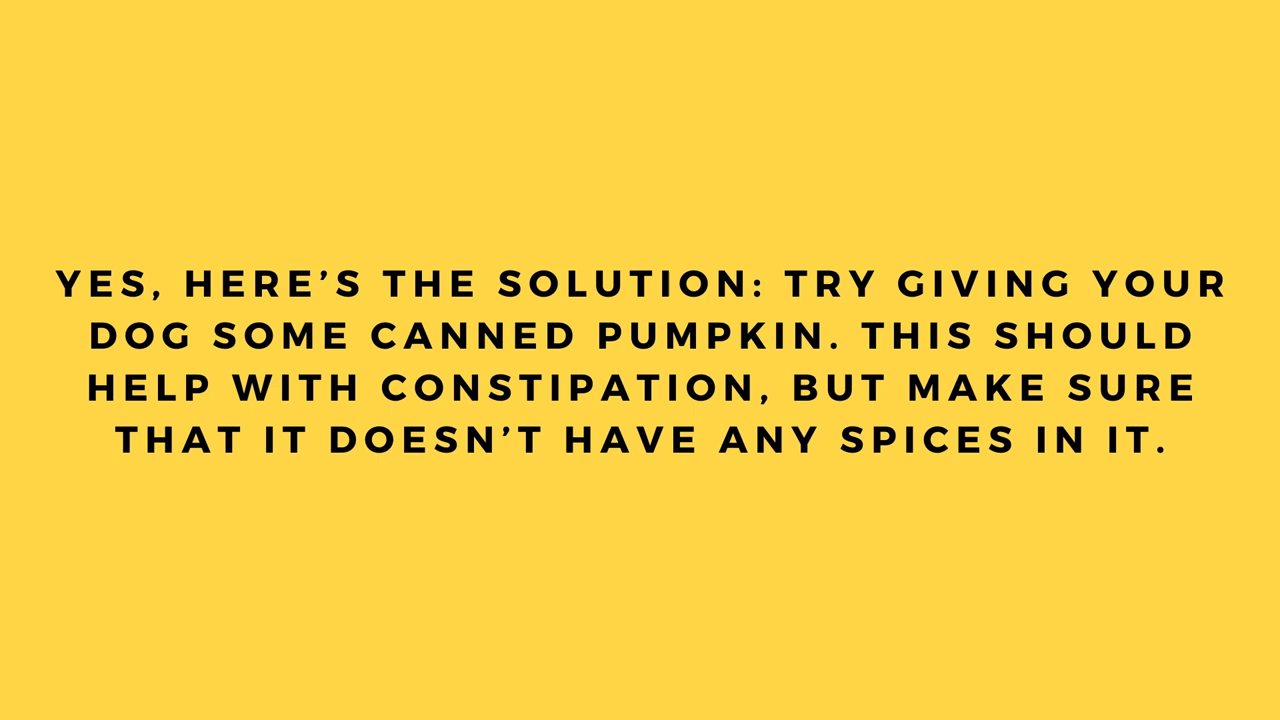 YES, HERE’S THE SOLUTION: TRY GIVING YOUR
DOG SOME CANNED PUMPKIN. THIS SHOULD
HELP WITH CONSTIPATION, BUT MAKE SURE
THAT IT DOESN’T HAVE ANY SPICES IN IT.